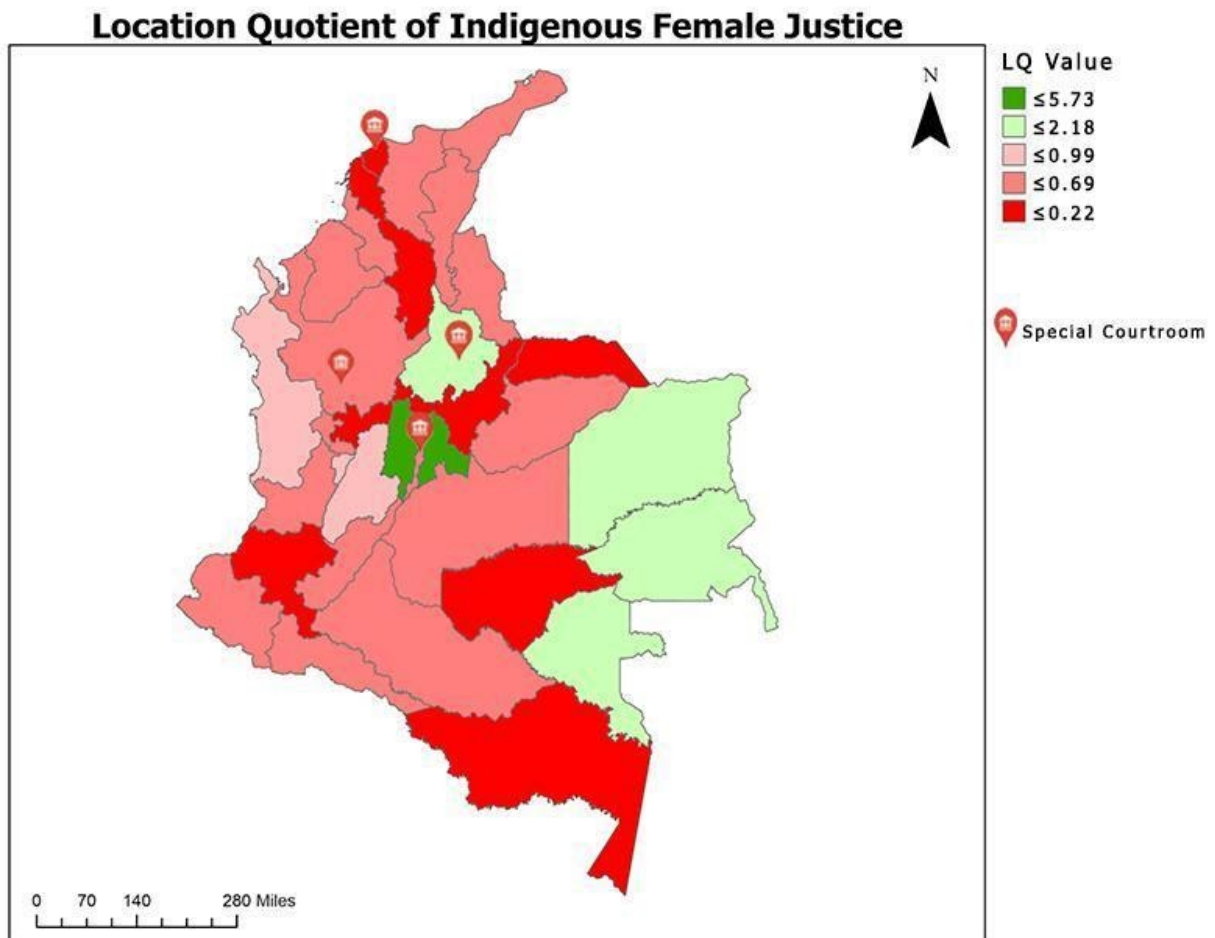 Location Quotient of Indigenous Female Justice
N
LQ Value
≤5.73
≤2.18
≤0.99
≤0.69
≤0.22
Special Courtroom
0 70 140 280 Miles